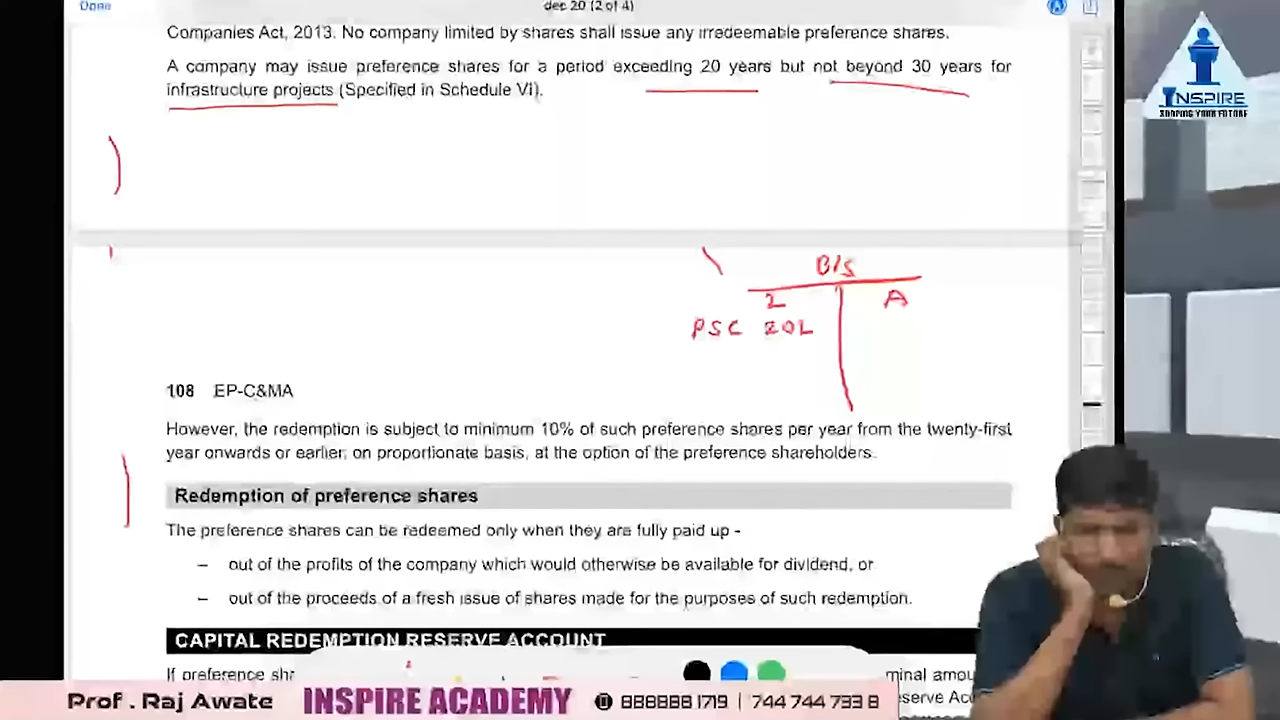 Done
dec 20 (2 of 4)
Companies Act, 2013. No company limited by shares shall issue any irredeemable preference shares.
A company may issue preference shares for a period exceeding 20 years but not beyond 30 years for
infrastructure projects (Specified in Schedule VI).
INSPIRE
SHAPING YOUR FUTURE
B/S
L A
PSC 20L
108 EP-C&MA
However, the redemption is subject to minimum 10% of such preference shares per year from the twenty-first
year onwards or earlier, on proportionate basis, at the option of the preference shareholders.
Redemption of preference shares
The preference shares can be redeemed only when they are fully paid up -
– out of the profits of the company which would otherwise be available for dividend, or
– out of the proceeds of a fresh issue of shares made for the purposes of such redemption.
CAPITAL REDEMPTION RESERVE ACCOUNT
If preference
Prof . Raj Awate INSPIRE ACADEMY 888888 1719 | 744 744 733 8